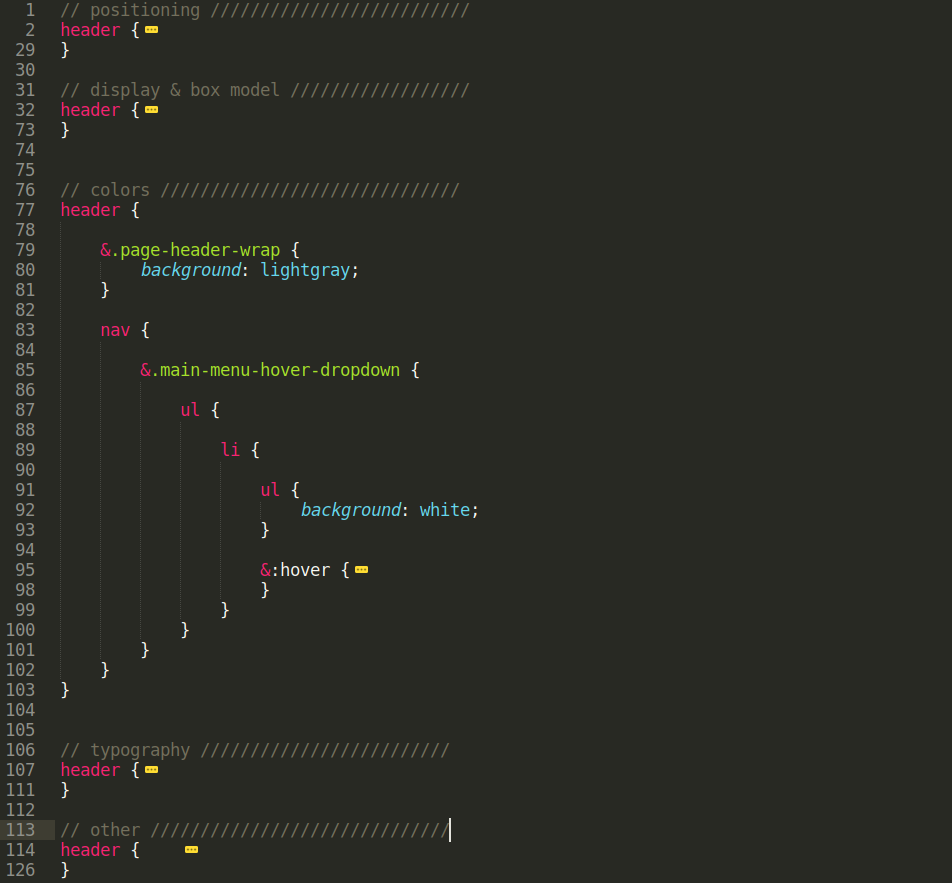 1 // positioning //////////////////////////
2 header {
29 }
30
31 // display & box model //////////////////
32 header {
73 }
74
75
76 // colors //////////////////////////////
77 header {
78
79     &.page-header-wrap {
80         background: lightgray;
81     }
82
83     nav {
84
85         &.main-menu-hover-dropdown {
86
87             ul {
88
89                 li {
90
91                     ul {
92                         background: white;
93                     }
94
95                     &:hover {
98                     }
99                 }
100             }
101         }
102     }
103 }
104
105
106 // typography /////////////////////////
107 header {
111 }
112
113 // other //////////////////////////////
114 header {
126 }